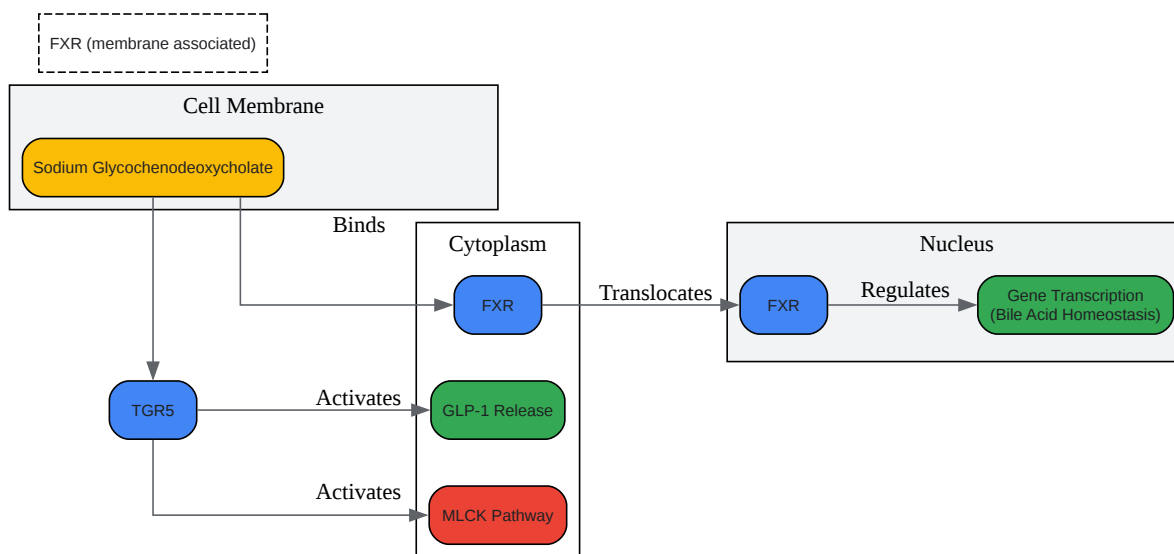 FXR (membrane associated)
Cell Membrane
Sodium Glycochenodeoxycholate
Binds
Cytoplasm
Nucleus
FXR
Translocates
FXR
Regulates
Gene Transcription
(Bile Acid Homeostasis)
TGR5
Activates
GLP-1 Release
Activates
MLCK Pathway